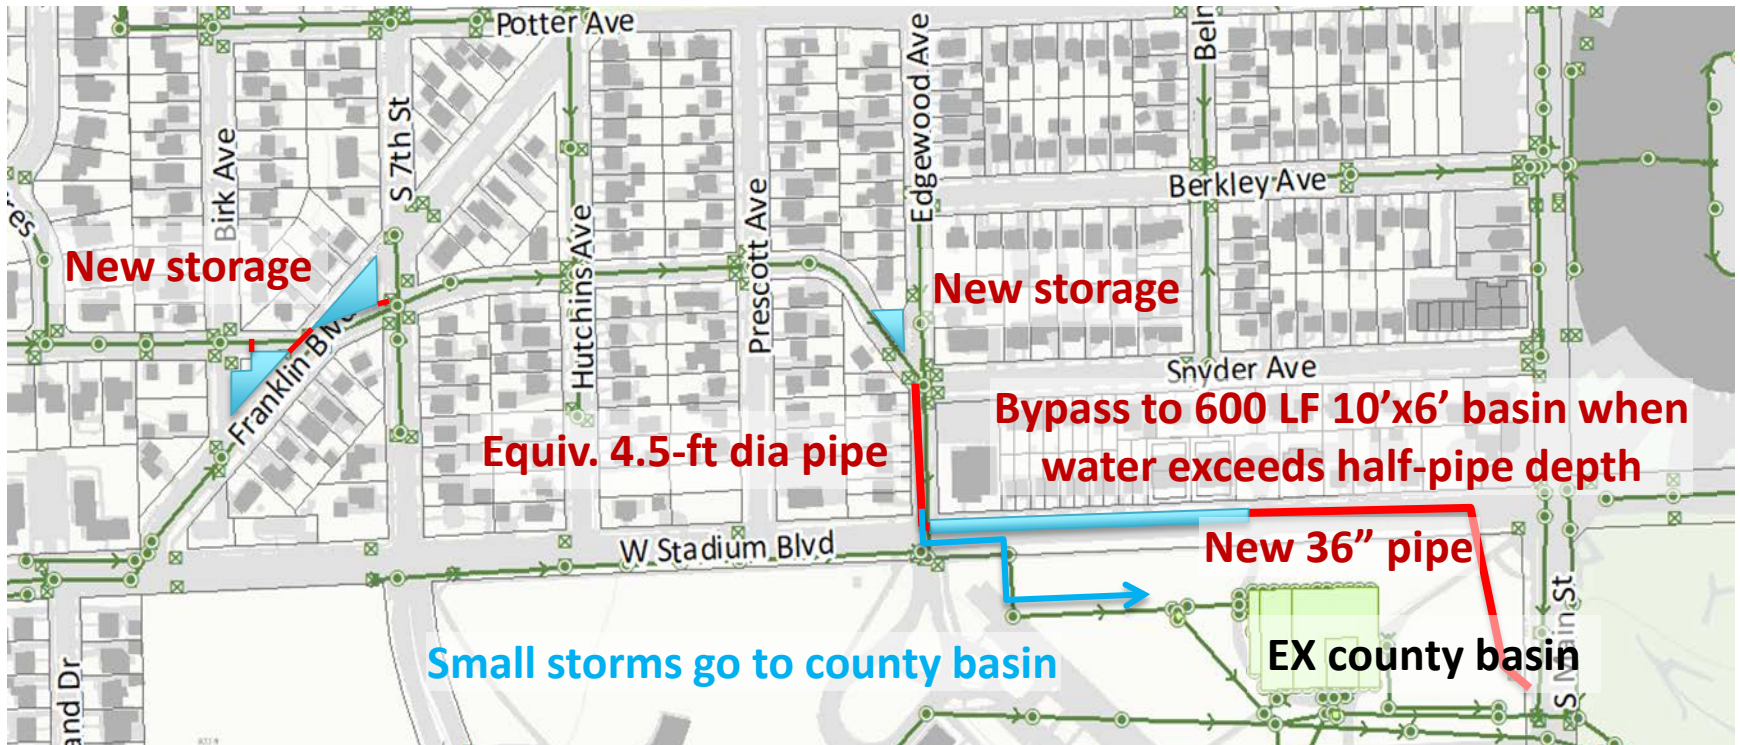 Potter Ave
Edgewood Ave
Beln
S 7th St
Birk Ave
Berkley Ave
Hutchins Ave
Prescott Ave
New storage
New storage
Franklin Blvd
Snyder Ave
Bypass to 600 LF 10’x6’ basin when
water exceeds half-pipe depth
Equiv. 4.5-ft dia pipe
W Stadium Blvd
New 36” pipe
Small storms go to county basin
EX county basin
S Main St
and Dr